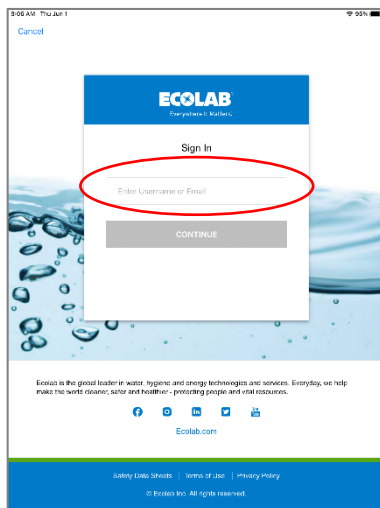 9:06 AM Thu Jun 1
95%
Cancel
ECOLAB
Everywhere It Matters.
Sign In
Enter Username or Email
CONTINUE
Ecolab is the global leader in water, hygiene and energy technologies and services. Everyday, we help
make the world cleaner, safer and healthier - protecting people and vital resources.
Ecolab.com
Safety Data Sheets | Terms of Use | Privacy Policy
© Ecolab Inc. All rights reserved.